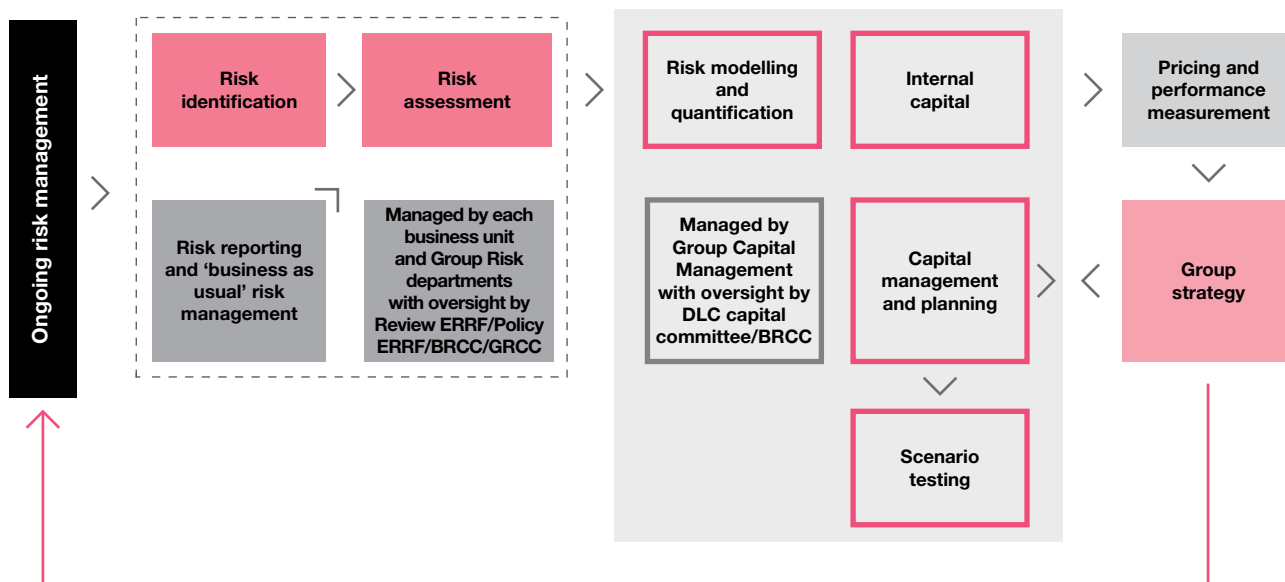 Ongoing risk management
Risk
identification
Risk
assessment
Risk modelling
and
quantification
Internal
capital
Pricing and
performance
measurement
Risk reporting
and ‘business as
usual’ risk
management
Managed by each
business unit
and Group Risk
departments
with oversight by
Review ERRF/Policy
ERRF/BRCC/GRCC
Managed by
Group Capital
Management
with oversight by
DLC capital
committee/BRCC
Capital
management
and planning
Group
strategy
Scenario
testing